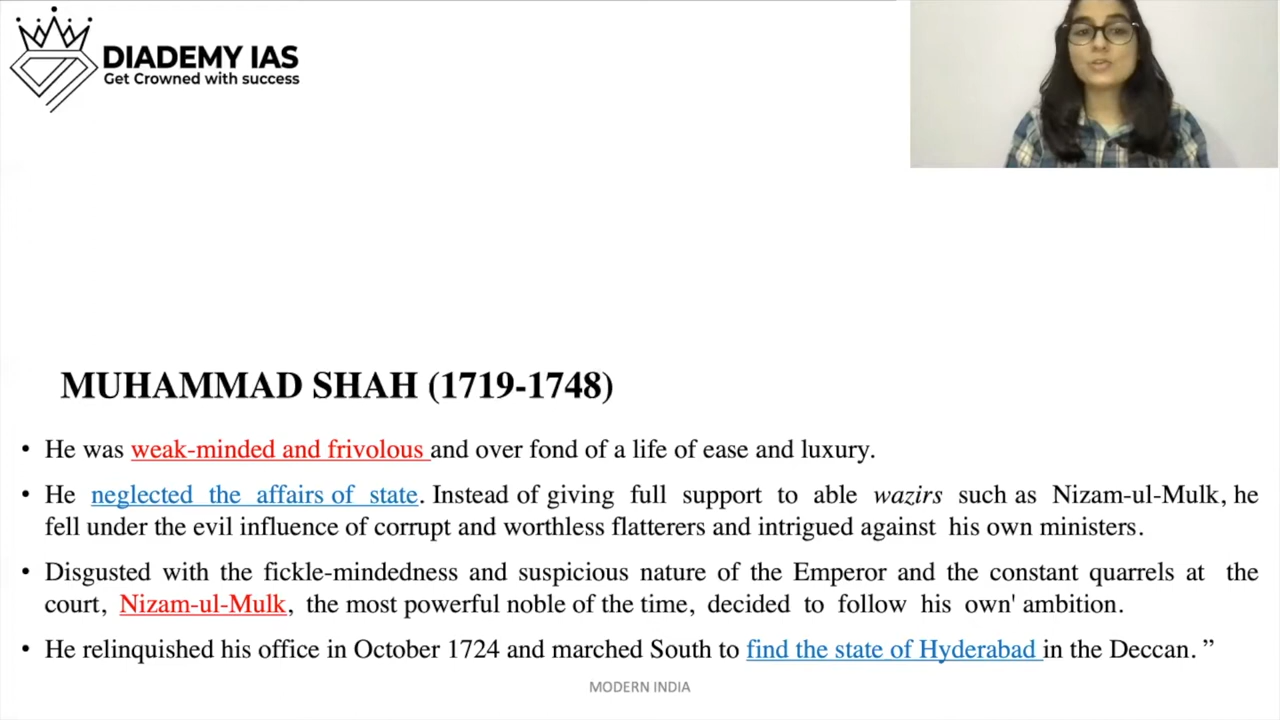 DIADEMY IAS
Get Crowned with success
MUHAMMAD SHAH (1719-1748)
• He was weak-minded and frivolous and over fond of a life of ease and luxury.
• He neglected the affairs of state. Instead of giving full support to able wazirs such as Nizam-ul-Mulk, he
fell under the evil influence of corrupt and worthless flatterers and intrigued against his own ministers.
• Disgusted with the fickle-mindedness and suspicious nature of the Emperor and the constant quarrels at the
court, Nizam-ul-Mulk, the most powerful noble of the time, decided to follow his own' ambition.
• He relinquished his office in October 1724 and marched South to find the state of Hyderabad in the Deccan. ”
MODERN INDIA